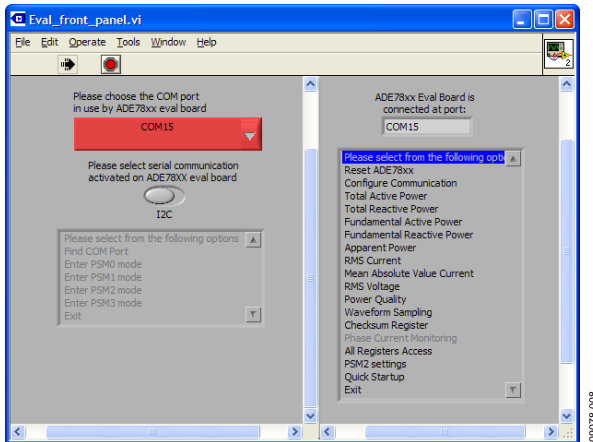 Eval_front_panel.vi
File Edit Operate Tools Window Help
2
Please choose the COM port
in use by ADE78xx eval board
COM15
Please select serial communication
activated on ADE78XX eval board
I2C
Please select from the following options
Find COM Port
Enter PSM0 mode
Enter PSM1 mode
Enter PSM2 mode
Enter PSM3 mode
Exit
ADE78xx Eval Board is
connected at port:
COM15
Please select from the following opti
Reset ADE78xx
Configure Communication
Total Active Power
Total Reactive Power
Fundamental Active Power
Fundamental Reactive Power
Apparent Power
RMS Current
Mean Absolute Value Current
RMS Voltage
Power Quality
Waveform Sampling
Checksum Register
Phase Current Monitoring
All Registers Access
PSM2 settings
Quick Startup
Exit